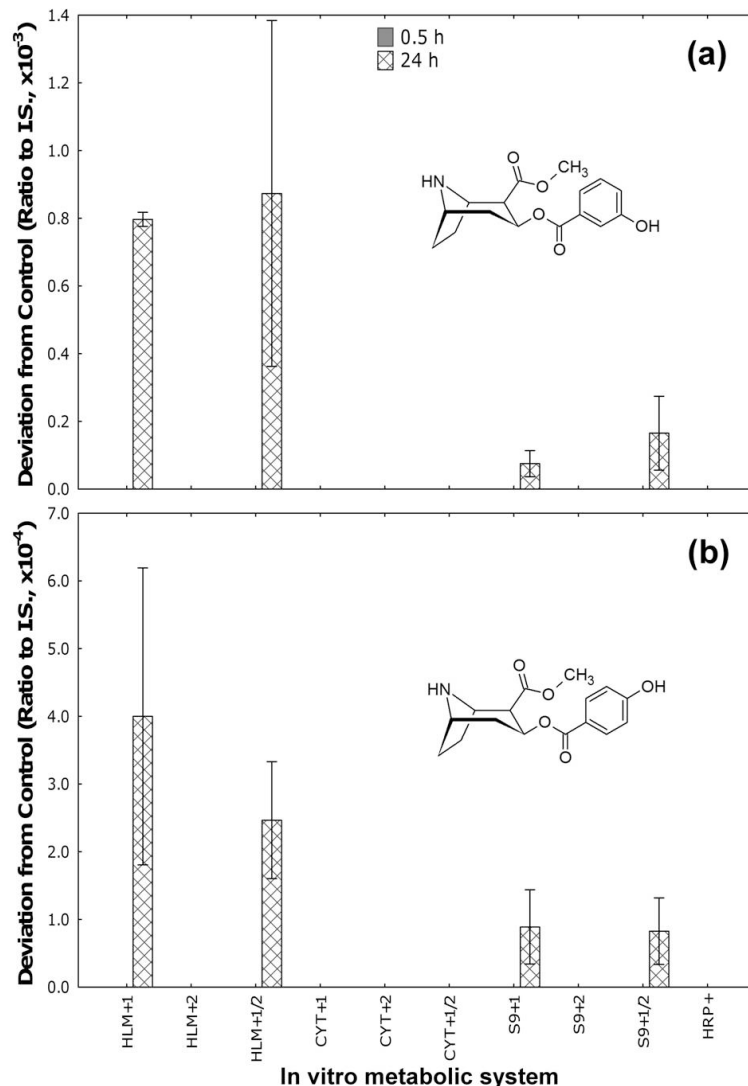 1.4
1.2
1.0
0.8
0.6
0.4
0.2
0.0
Deviation from Control (Ratio to I.S., x10⁻³)
0.5 h
24 h
(a)
HN
O
O
CH₃
O
O
OH
7.0
6.0
5.0
4.0
3.0
2.0
1.0
0.0
Deviation from Control (Ratio to I.S., x10⁻⁴)
(b)
HN
O
O
CH₃
O
O
OH
HLM+1
HLM+2
HLM+1/2
CYT+1
CYT+2
CYT+1/2
S9+1
S9+2
S9+1/2
HRP+
In vitro metabolic system